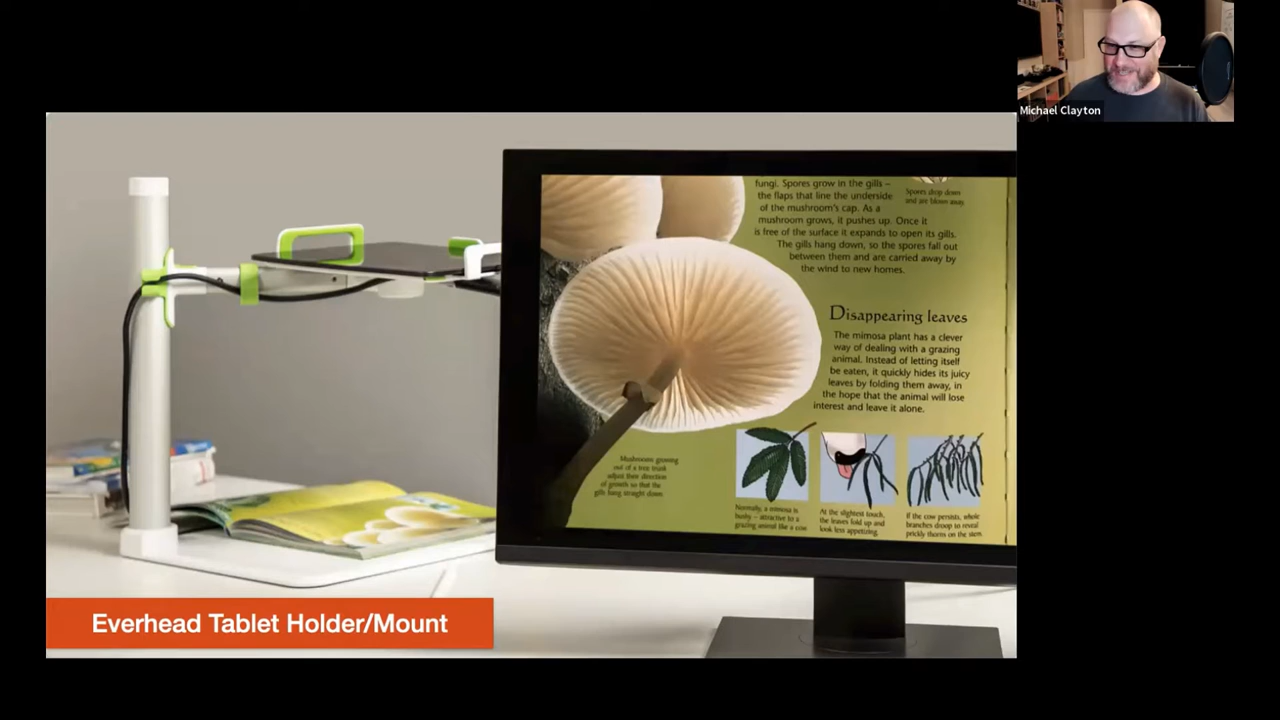 Michael Clayton
fungi. Spores grow in the gills –
the flaps that line the underside
of the mushroom's cap. As a
mushroom grows, it pushes up. Once it
is free of the surface it expands to open its gills.
The gills hang down, so the spores fall out
between them and are carried away by
the wind to new homes.
Spores drop down
and are blown away
Disappearing leaves
The mimosa plant has a clever
way of dealing with a grazing
animal. Instead of letting itself
be eaten, it quickly hides its juicy
leaves by folding them away, in
the hope that the animal will lose
interest and leave it alone.
Mushrooms growing
out of a tree trunk
adjust their direction
of growth so that the
gills hang straight down
Normally, a mimosa is
bushy – attractive to a
grazing animal like a cow
At the slightest touch,
the leaves fold up and
look less appetizing
If the cow persists, whole
branches droop to reveal
prickly thorns on the stem
Everhead Tablet Holder/Mount